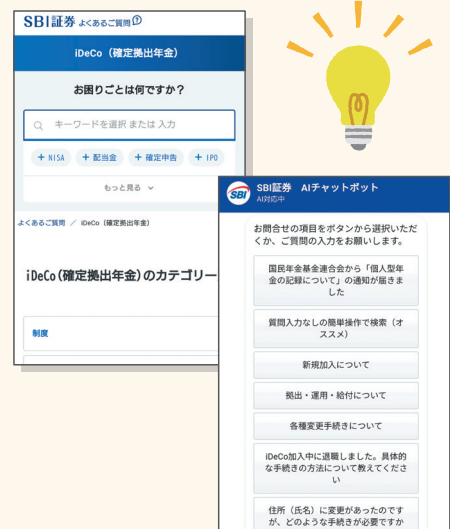 SBI証券 よくあるご質問
iDeCo（確定拠出年金）
お困りごとは何ですか？
キーワードを選択 または 入力
+ NISA + 配当金 + 確定申告 + IPO
もっと見る
よくあるご質問 / iDeCo（確定拠出年金）
iDeCo(確定拠出年金)のカテゴリー
制度
SBI
SBI証券 AIチャットボット
AI対応中
お問合せの項目をボタンから選択いただ
くか、ご質問の入力をお願いします。
国民年金基金連合会から「個人型年
金の記録について」の通知が届きま
した
質問入力なしの簡単操作で検索（オ
ススメ）
新規加入について
拠出・運用・給付について
各種変更手続きについて
iDeCo加入中に退職しました。具体的
な手続きの方法について教えてくださ
い
住所（氏名）に変更があったのです
が、どのような手続きが必要ですか